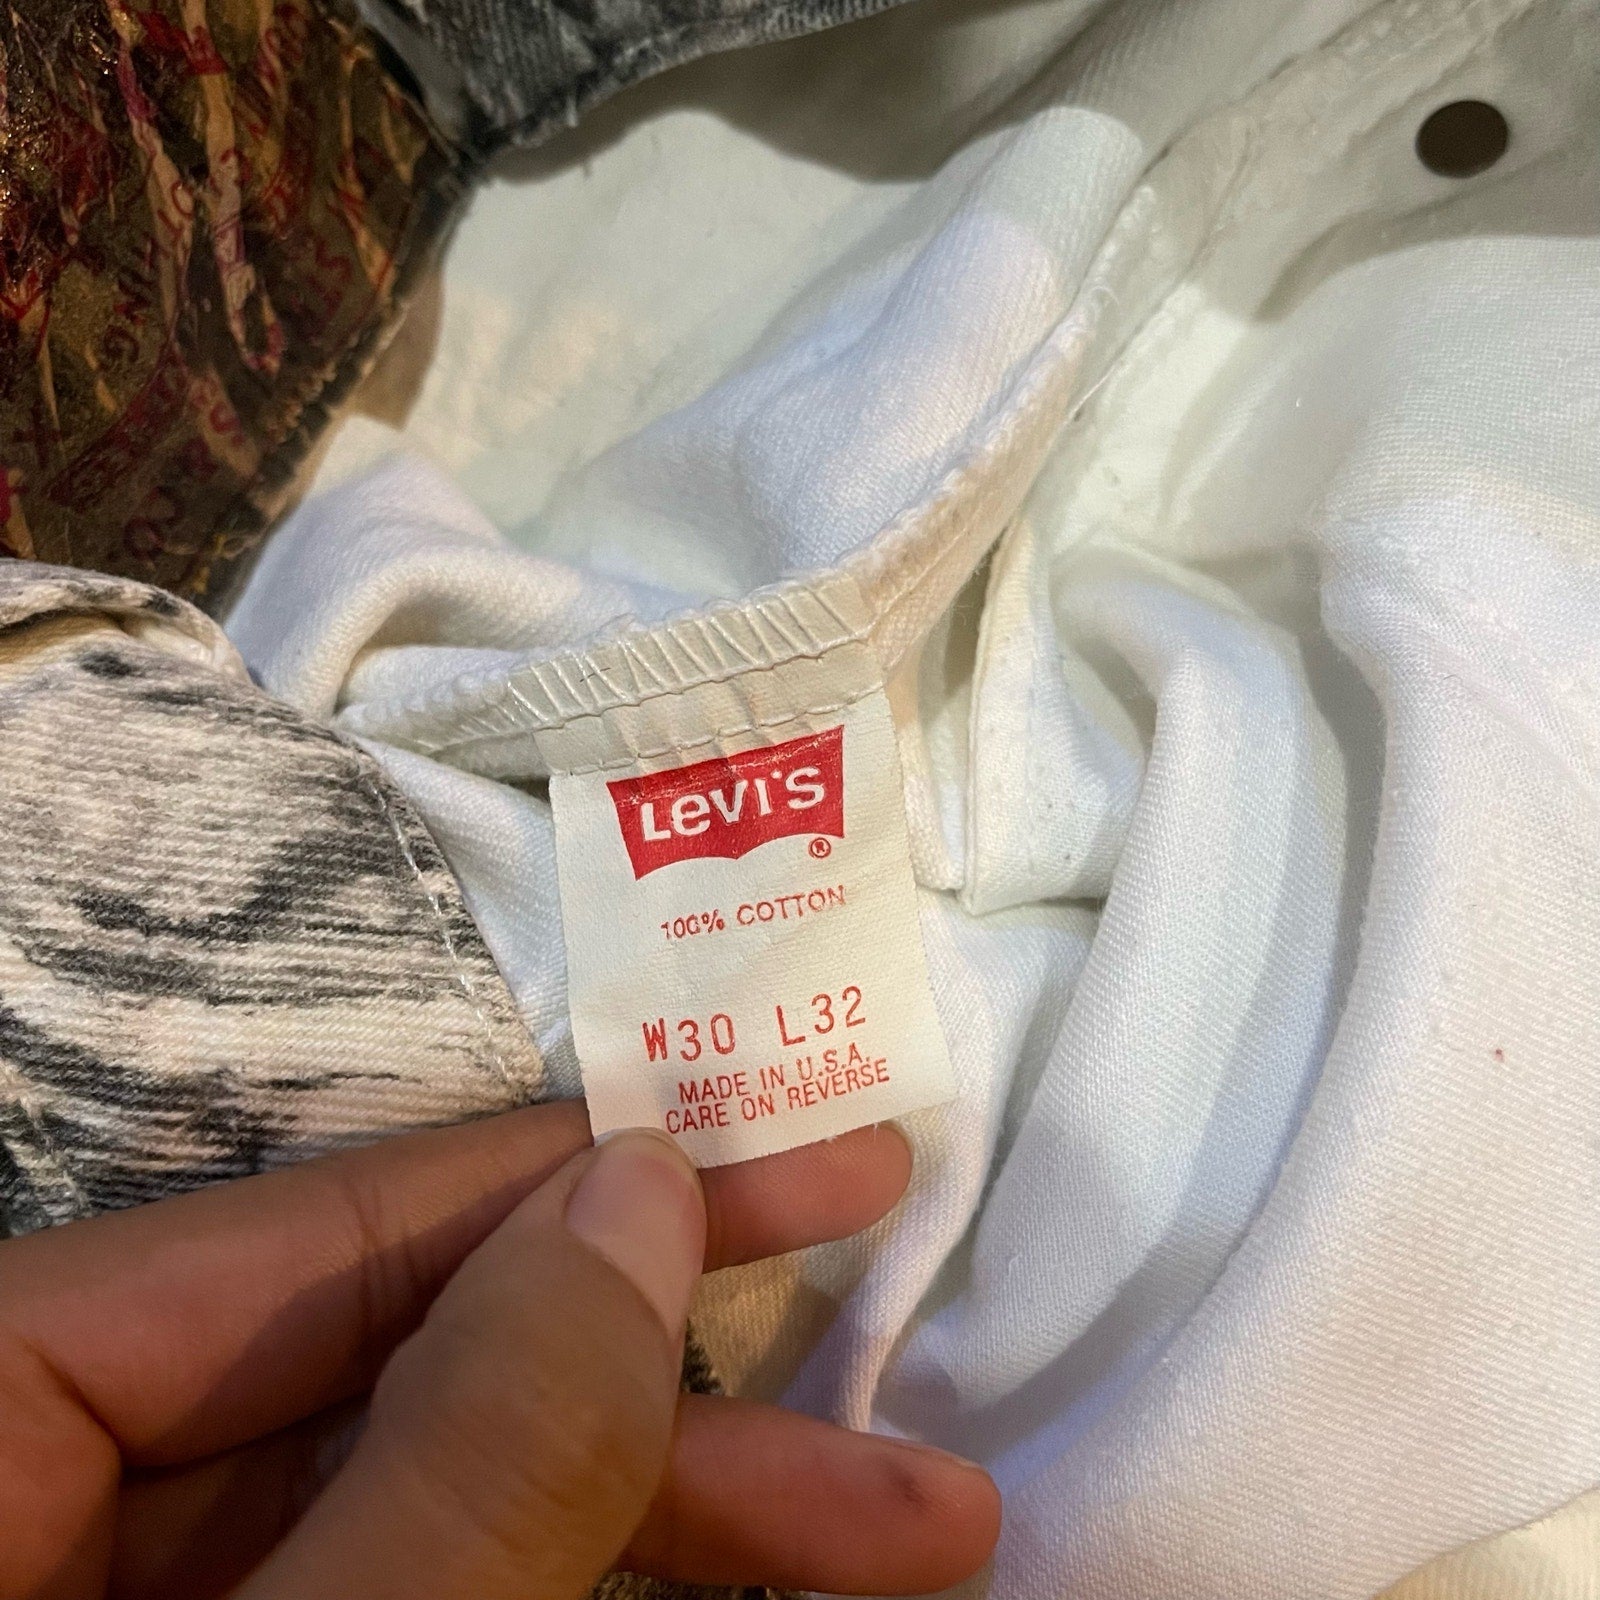 Levi's
®
100% COTTON
W30 L32
MADE IN U.S.A.
CARE ON REVERSE